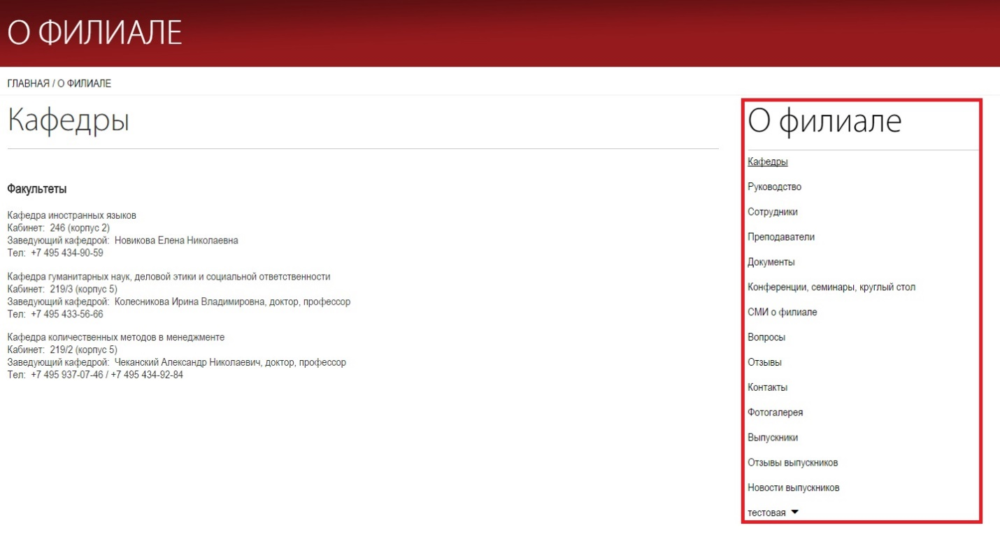 О ФИЛИАЛЕ
ГЛАВНАЯ / О ФИЛИАЛЕ
Кафедры
Факультеты
Кафедра иностранных языков
Кабинет: 246 (корпус 2)
Заведующий кафедрой: Новикова Елена Николаевна
Тел: +7 495 434-90-59
Кафедра гуманитарных наук, деловой этики и социальной ответственности
Кабинет: 219/3 (корпус 5)
Заведующий кафедрой: Колесникова Ирина Владимировна, доктор, профессор
Тел: +7 495 433-56-66
Кафедра количественных методов в менеджменте
Кабинет: 219/2 (корпус 5)
Заведующий кафедрой: Чеканский Александр Николаевич, доктор, профессор
Тел: +7 495 937-07-46 / +7 495 434-92-84
О филиале
Кафедры
Руководство
Сотрудники
Преподаватели
Документы
Конференции, семинары, круглый стол
СМИ о филиале
Вопросы
Отзывы
Контакты
Фотогалерея
Выпускники
Отзывы выпускников
Новости выпускников
тестовая